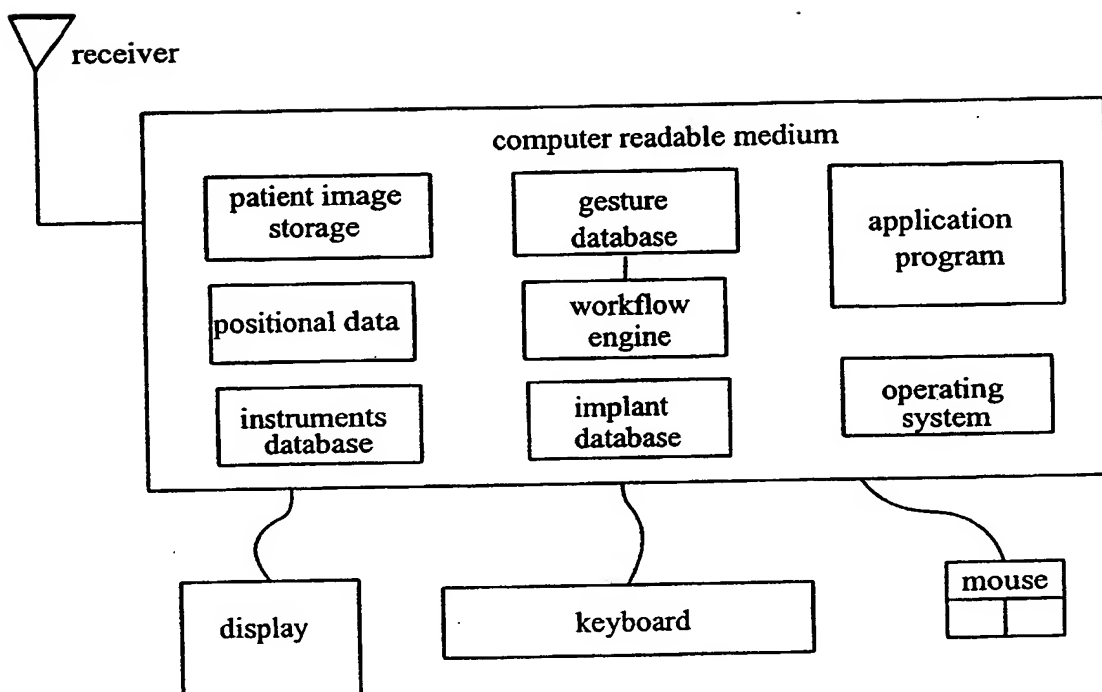 receiver
computer readable medium
patient image
storage
gesture
database
application
program
positional data
workflow
engine
instruments
database
implant
database
operating
system
display
keyboard
mouse